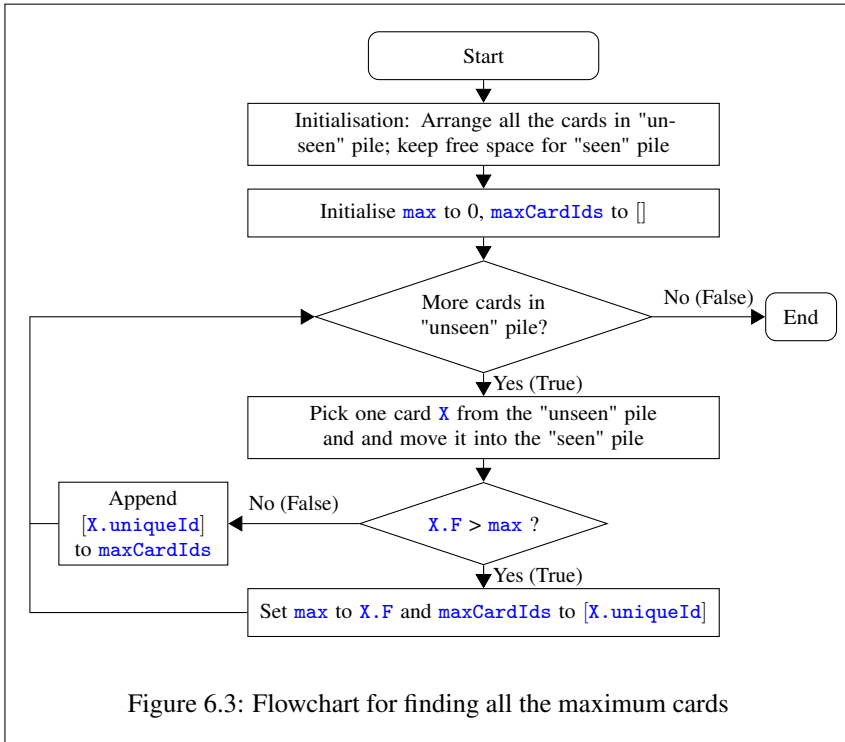 Start
Initialisation: Arrange all the cards in "un-
seen" pile; keep free space for "seen" pile
Initialise max to 0, maxCardIds to []
More cards in
"unseen" pile?
No (False)
End
Yes (True)
Pick one card X from the "unseen" pile
and and move it into the "seen" pile
X.F > max ?
No (False)
Append
[X.uniqueId]
to maxCardIds
Yes (True)
Set max to X.F and maxCardIds to [X.uniqueId]
Figure 6.3: Flowchart for finding all the maximum cards